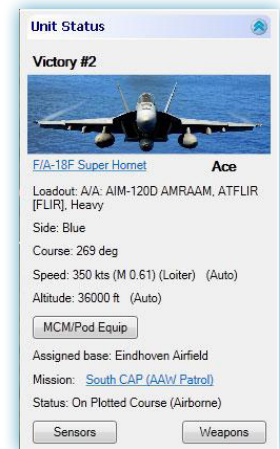 Unit Status
Victory #2
F/A-18F Super Hornet Ace
Loadout: A/A: AIM-120D AMRAAM, ATFLIR
[FLIR], Heavy
Side: Blue
Course: 269 deg
Speed: 350 kts (M 0.61) (Loiter) (Auto)
Altitude: 36000 ft (Auto)
MCM/Pod Equip
Assigned base: Eindhoven Airfield
Mission: South CAP (AAW Patrol)
Status: On Plotted Course (Airborne)
Sensors Weapons